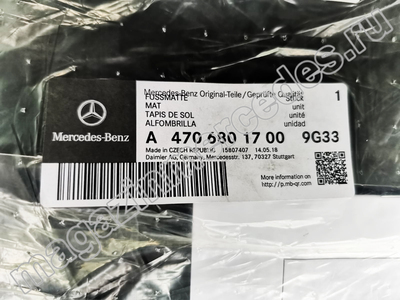 Mercedes-Benz Original-Teile/Geprüfte Qualität
FUSSMATTE Stück 1
MAT unit
TAPIS DE SOL unité
ALFOMBRILLA unidad
Mercedes-Benz
A 470 680 17 00 9G33
Made in CZECH REPUBLIC 15807407 14.05.18
Daimler AG, Germany, Mercedesstr. 137, 70327 Stuttgart
More information on
http://p.mb-qr.com
magazinmercedes.ru